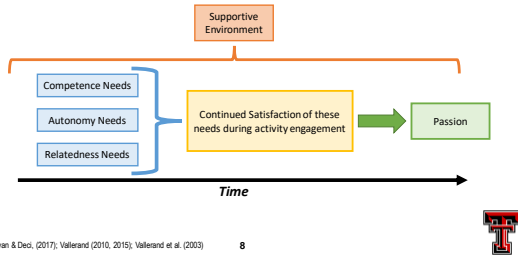 Supportive
Environment
Competence Needs
Autonomy Needs
Relatedness Needs
Continued Satisfaction of these
needs during activity engagement
Passion
Time
van & Deci, (2017); Vallerand (2010, 2015); Vallerand et al. (2003)
8